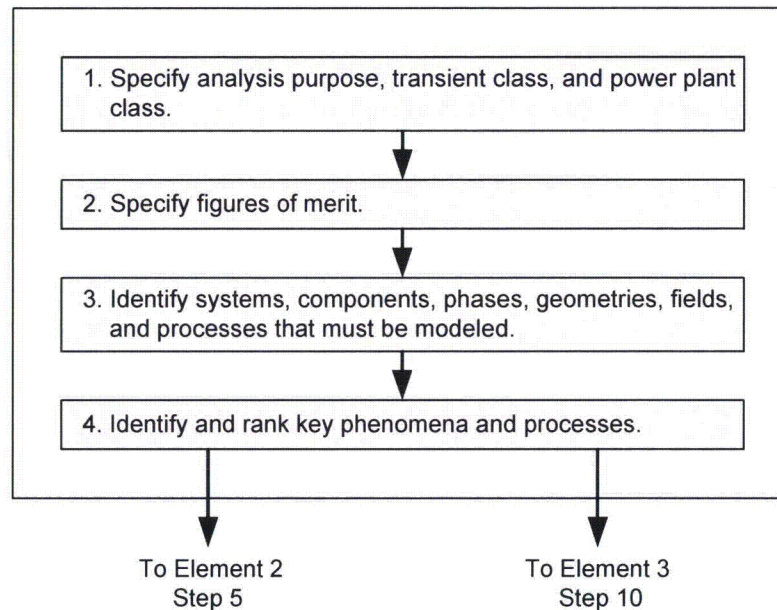 1. Specify analysis purpose, transient class, and power plant
class.
2. Specify figures of merit.
3. Identify systems, components, phases, geometries, fields,
and processes that must be modeled.
4. Identify and rank key phenomena and processes.
To Element 2
Step 5
To Element 3
Step 10